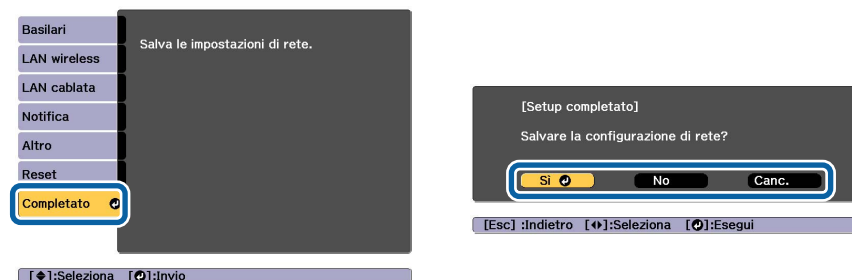 Basilari
LAN wireless
LAN cablata
Notifica
Altro
Reset
Completato
Salva le impostazioni di rete.
[ ]:Seleziona [ ]:Invio
[Setup completato]
Salvare la configurazione di rete?
Sì No Canc.
[Esc] :Indietro [ ]:Seleziona [ ]:Esegui